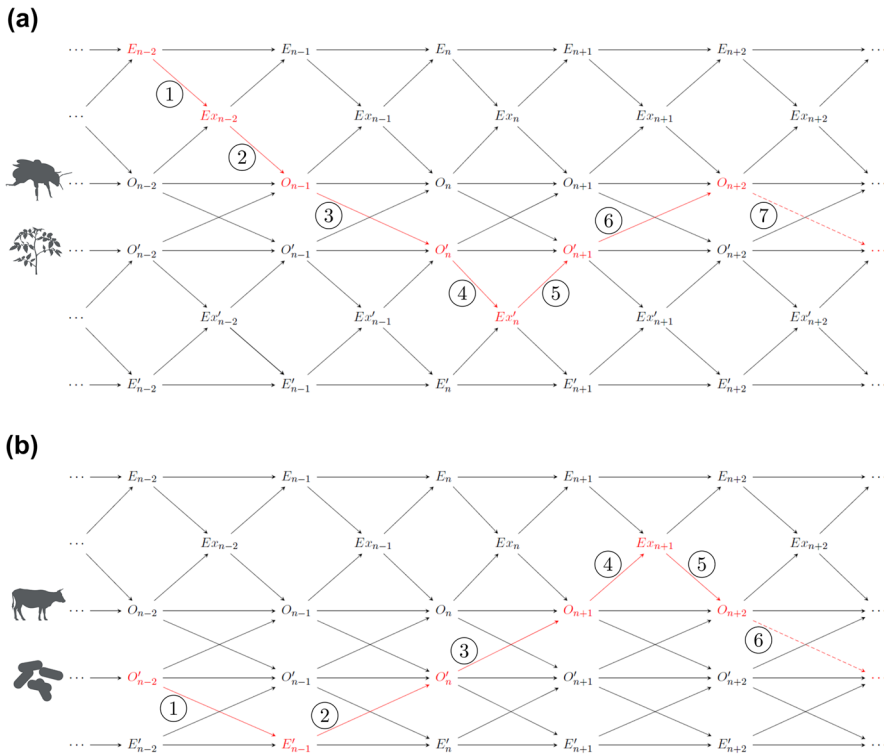 (a)
··· E_{n−2} E_{n−1} E_n E_{n+1} E_{n+2} ···
①
··· Ex_{n−2} Ex_{n−1} Ex_n Ex_{n+1} Ex_{n+2}
②
··· O_{n−2} O_{n−1} O_n O_{n+1} O_{n+2} ···
③ ⑥ ⑦
··· O′_{n−2} O′_{n−1} O′_n O′_{n+1} O′_{n+2} ···
④ ⑤
··· Ex′_{n−2} Ex′_{n−1} Ex′_n Ex′_{n+1} Ex′_{n+2}
··· E′_{n−2} E′_{n−1} E′_n E′_{n+1} E′_{n+2} ···
(b)
··· E_{n−2} E_{n−1} E_n E_{n+1} E_{n+2} ···
··· Ex_{n−2} Ex_{n−1} Ex_n Ex_{n+1} Ex_{n+2}
④ ⑤
··· O_{n−2} O_{n−1} O_n O_{n+1} O_{n+2} ···
③ ⑥
··· O′_{n−2} O′_{n−1} O′_n O′_{n+1} O′_{n+2} ···
① ②
··· E′_{n−2} E′_{n−1} E′_n E′_{n+1} E′_{n+2} ···